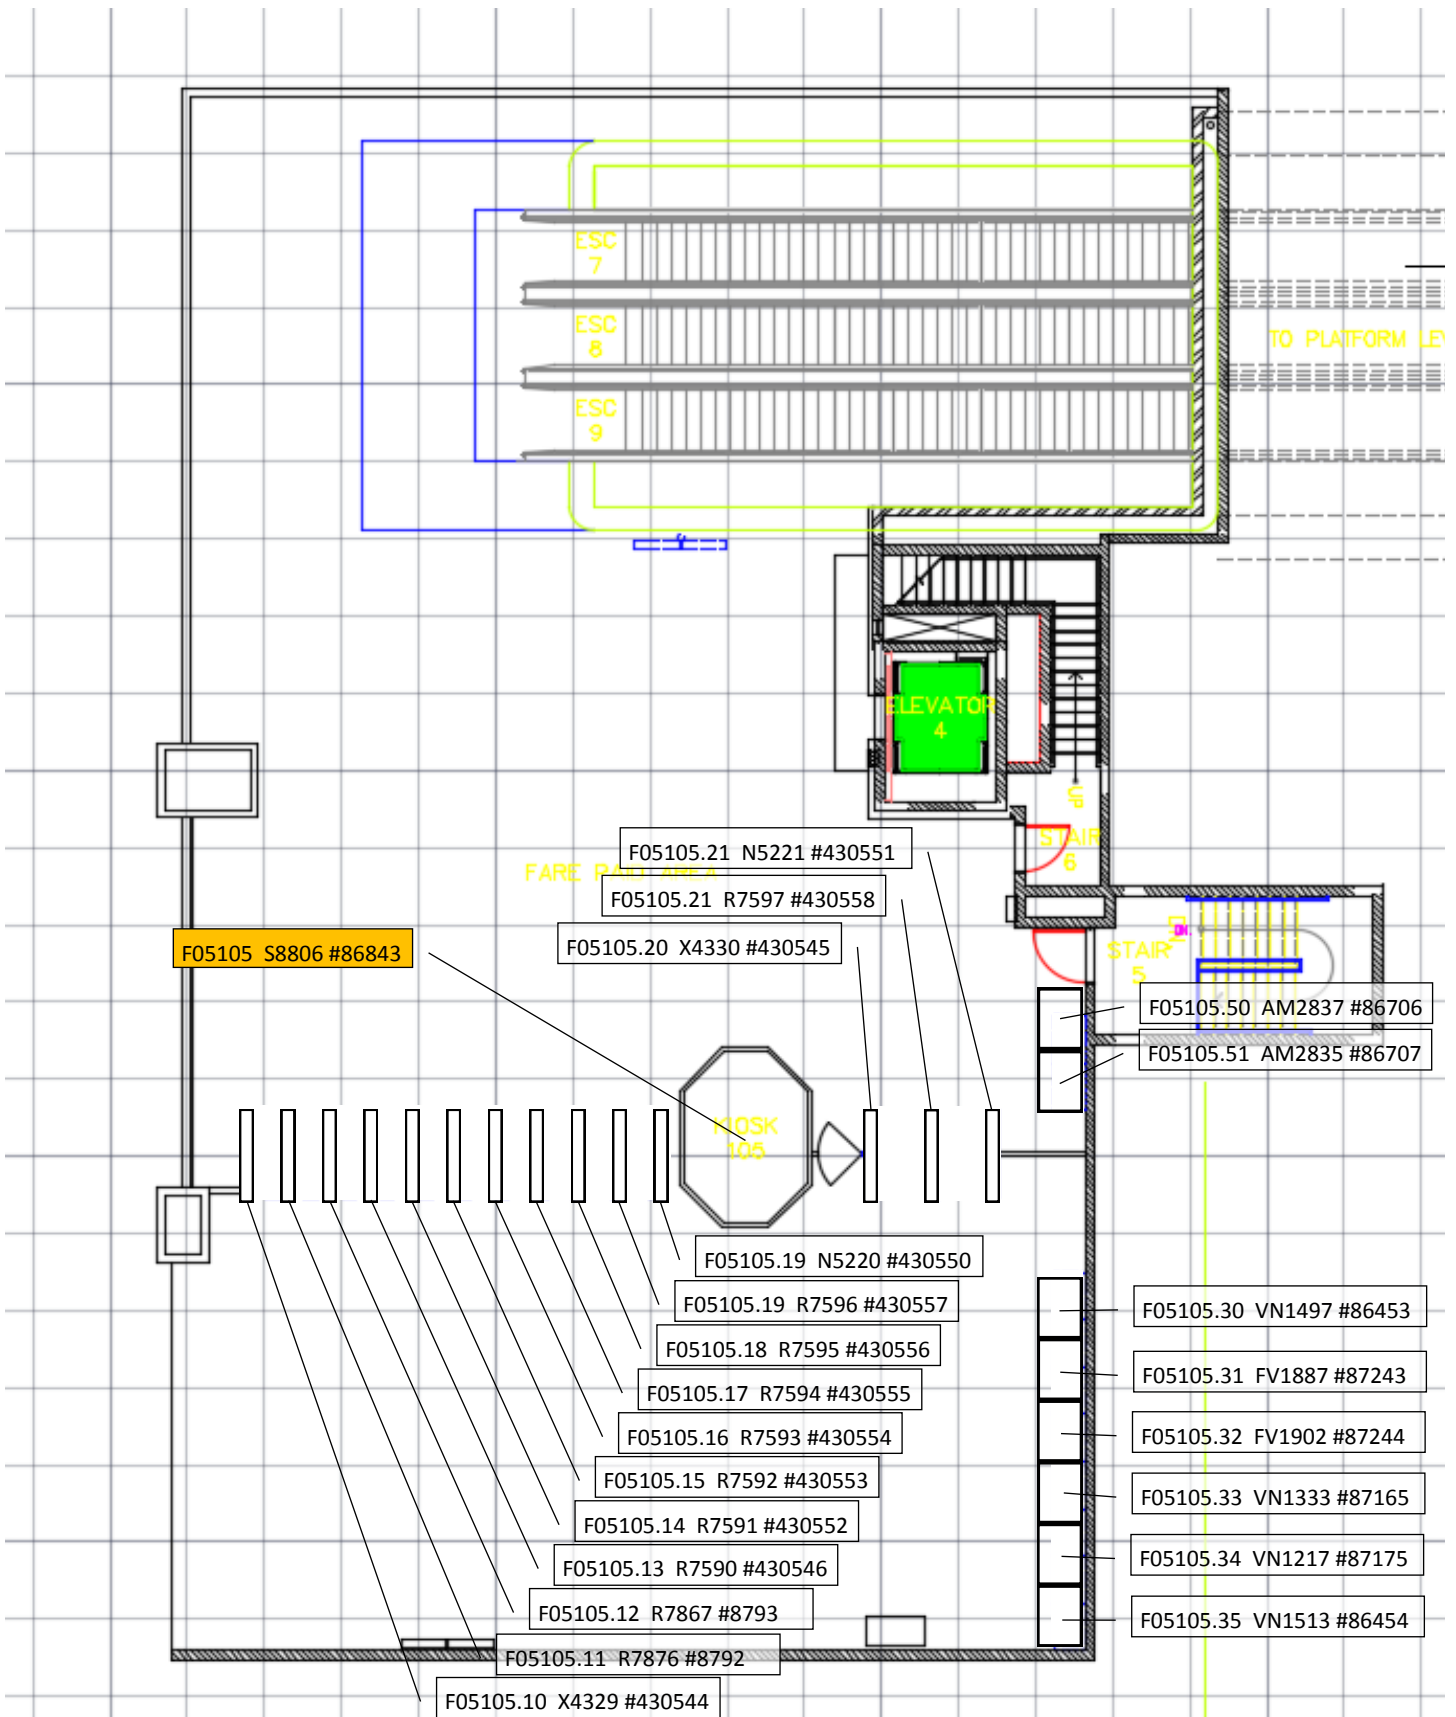 ESC
7
ESC
8
TO PLATFORM LEV
ESC
9
ELEVATOR
4
UP
STAIR
6
FARE PAID AREA
F05105.21 N5221 #430551
F05105.21 R7597 #430558
F05105.20 X4330 #430545
F05105 S8806 #86843
DN.
STAIR
5
F05105.50 AM2837 #86706
F05105.51 AM2835 #86707
KIOSK
105
F05105.19 N5220 #430550
F05105.19 R7596 #430557
F05105.18 R7595 #430556
F05105.17 R7594 #430555
F05105.16 R7593 #430554
F05105.15 R7592 #430553
F05105.14 R7591 #430552
F05105.13 R7590 #430546
F05105.12 R7867 #8793
F05105.11 R7876 #8792
F05105.10 X4329 #430544
F05105.30 VN1497 #86453
F05105.31 FV1887 #87243
F05105.32 FV1902 #87244
F05105.33 VN1333 #87165
F05105.34 VN1217 #87175
F05105.35 VN1513 #86454